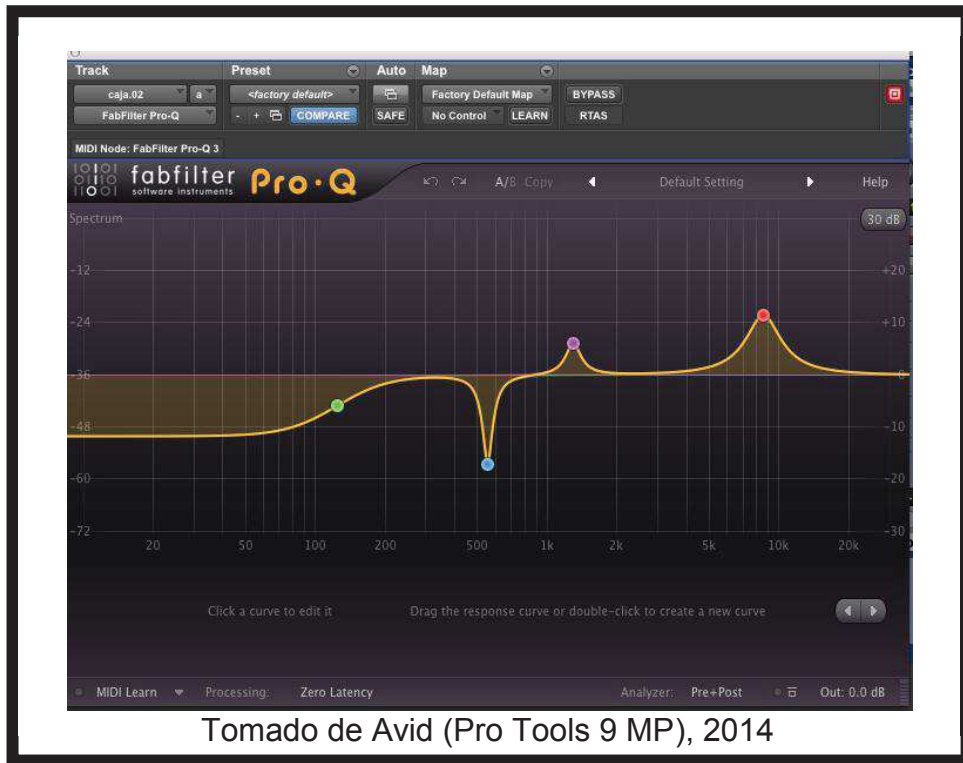 Track Preset Auto Map
caja.02 a <factory default> Factory Default Map BYPASS
FabFilter Pro-Q - + COMPARE SAFE No Control LEARN RTAS
MIDI Node: FabFilter Pro-Q 3
fabfilter Pro·Q A/B Copy Default Setting Help
software instruments
Spectrum 30 dB
-12 +20
-24 +10
-36 0
-48 -10
-60 -20
-72 -30
20 50 100 200 500 1k 2k 5k 10k 20k
Click a curve to edit it Drag the response curve or double-click to create a new curve
MIDI Learn Processing: Zero Latency Analyzer: Pre+Post Out: 0.0 dB
Tomado de Avid (Pro Tools 9 MP), 2014